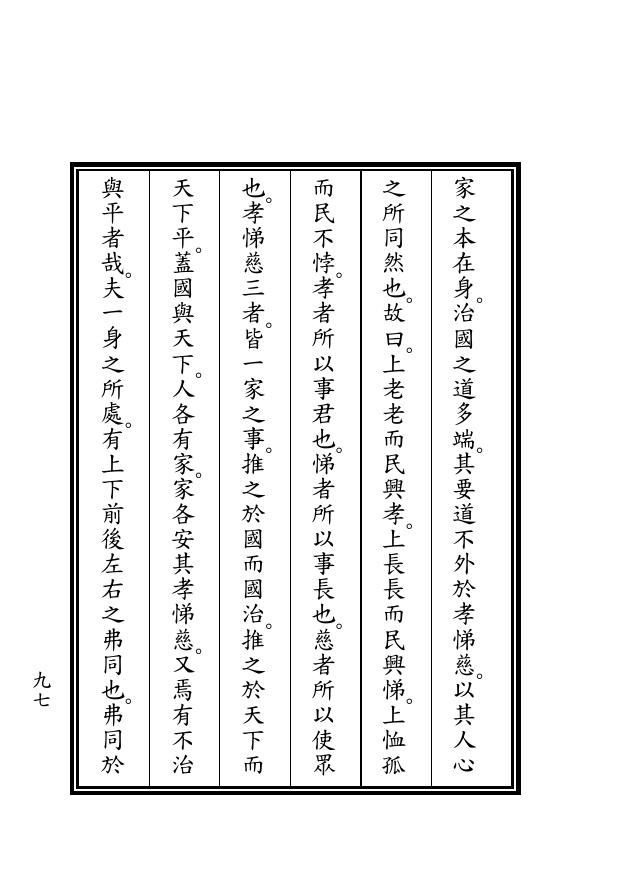 家之本在身。治國之道多端。其要道不外於孝悌慈。以其人心
之所同然也。故曰。上老老而民興孝。上長長而民興悌。上恤孤
而民不悖。孝者所以事君也。悌者所以事長也。慈者所以使眾
也。孝悌慈三者。皆一家之事。推之於國而國治。推之於天下而
天下平。蓋國與天下。人各有家。家各安其孝悌慈。又焉有不治
與平者哉。夫一身之所處。有上下前後左右之弗同也。弗同於
九七